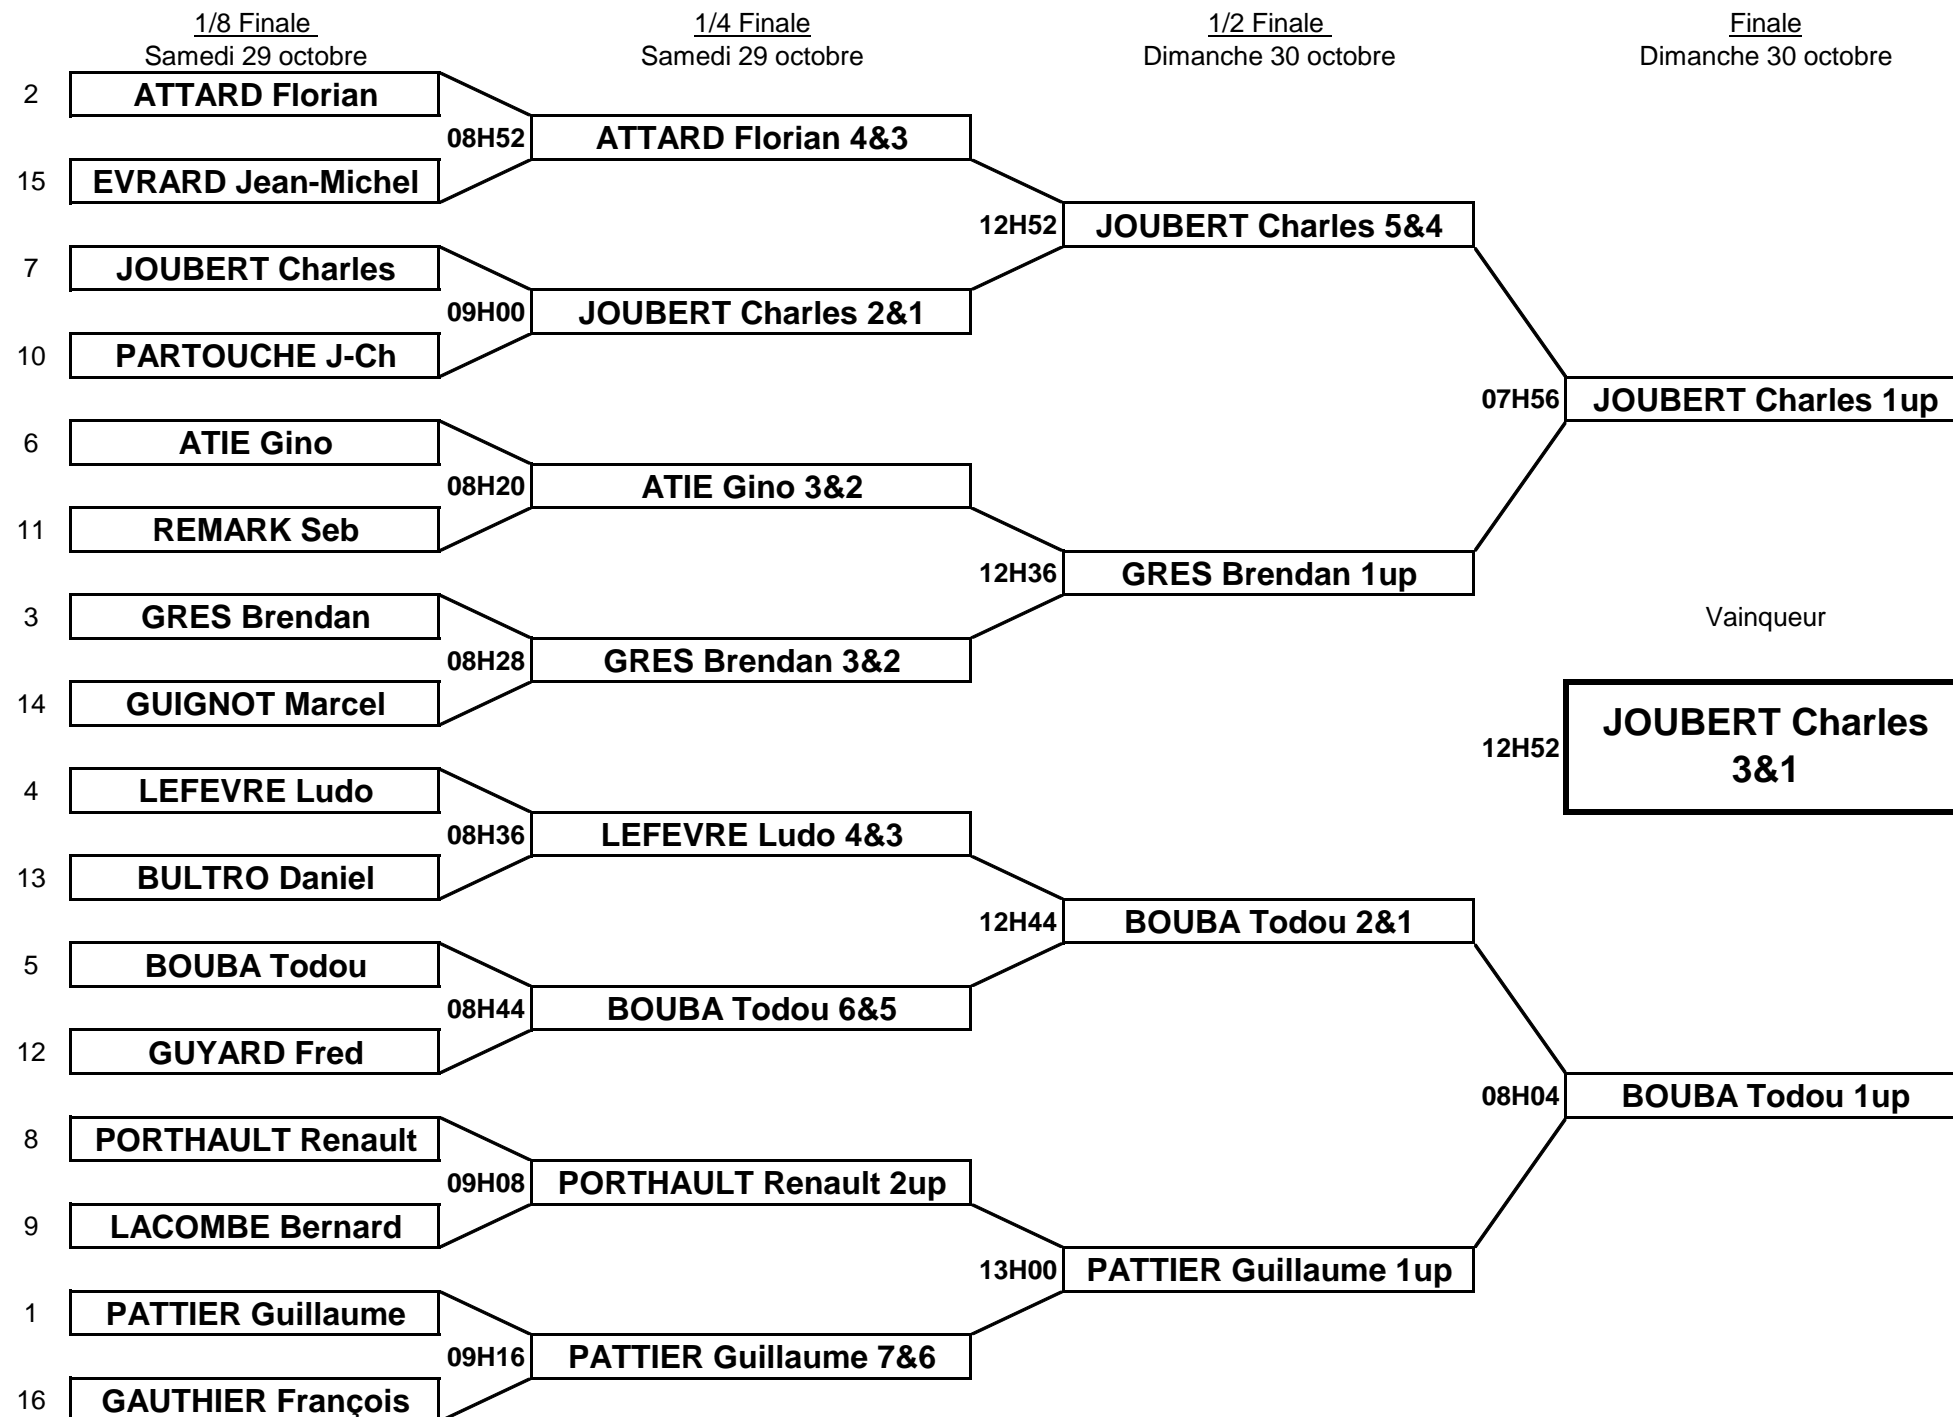 1/8 Finale
1/4 Finale
1/2 Finale
Finale
Samedi 29 octobre
Samedi 29 octobre
Dimanche 30 octobre
Dimanche 30 octobre
2 ATTARD Florian
08H52 ATTARD Florian 4&3
15 EVRARD Jean-Michel
12H52 JOUBERT Charles 5&4
7 JOUBERT Charles
09H00 JOUBERT Charles 2&1
10 PARTOUCHE J-Ch
07H56 JOUBERT Charles 1up
6 ATIE Gino
08H20 ATIE Gino 3&2
11 REMARK Seb
12H36 GRES Brendan 1up
3 GRES Brendan
Vainqueur
08H28 GRES Brendan 3&2
14 GUIGNOT Marcel
JOUBERT Charles
12H52
3&1
4 LEFEVRE Ludo
08H36 LEFEVRE Ludo 4&3
13 BULTRO Daniel
12H44 BOUBA Todou 2&1
5 BOUBA Todou
08H44 BOUBA Todou 6&5
12 GUYARD Fred
08H04 BOUBA Todou 1up
8 PORTHAULT Renault
09H08 PORTHAULT Renault 2up
9 LACOMBE Bernard
13H00 PATTIER Guillaume 1up
1 PATTIER Guillaume
09H16 PATTIER Guillaume 7&6
16 GAUTHIER François